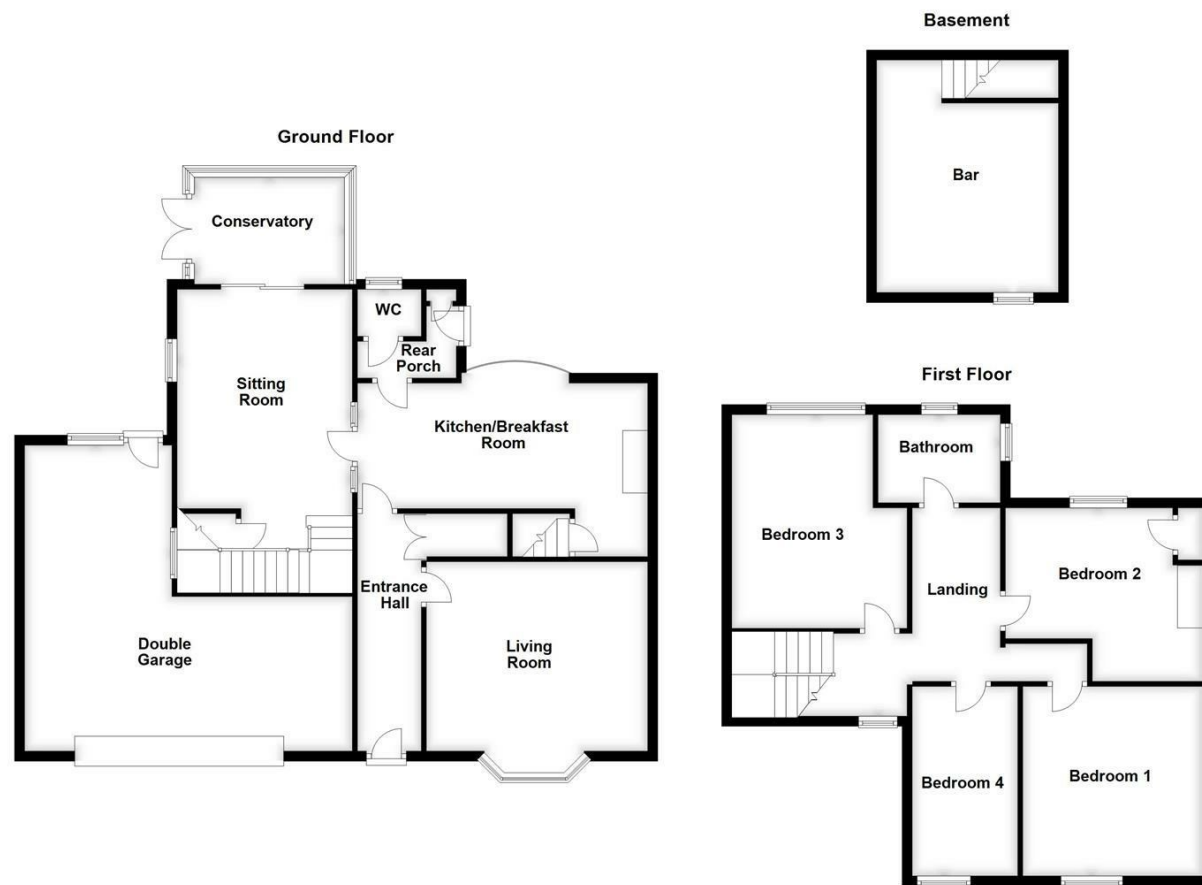 Basement
Bar
Ground Floor
Conservatory
WC
Rear
Porch
Sitting
Room
Kitchen/Breakfast
Room
Entrance
Hall
Living
Room
Double
Garage
First Floor
Bathroom
Bedroom 3
Bedroom 2
Landing
Bedroom 4
Bedroom 1